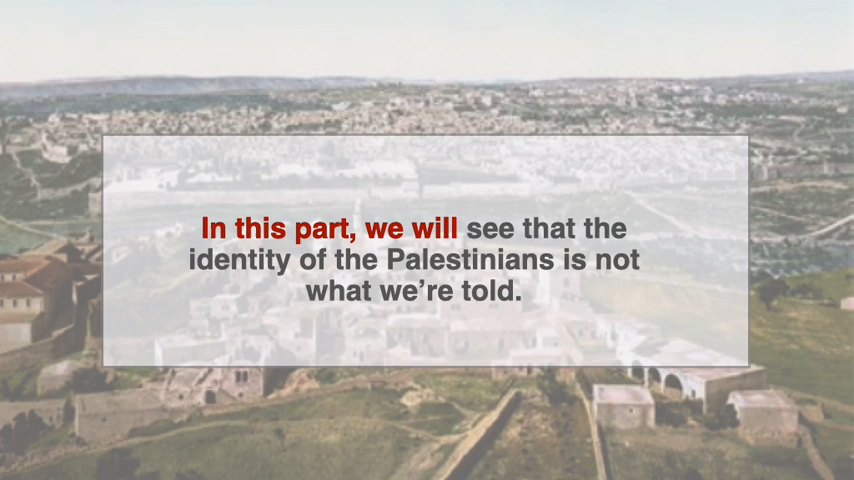 In this part, we will see that the
identity of the Palestinians is not
what we’re told.